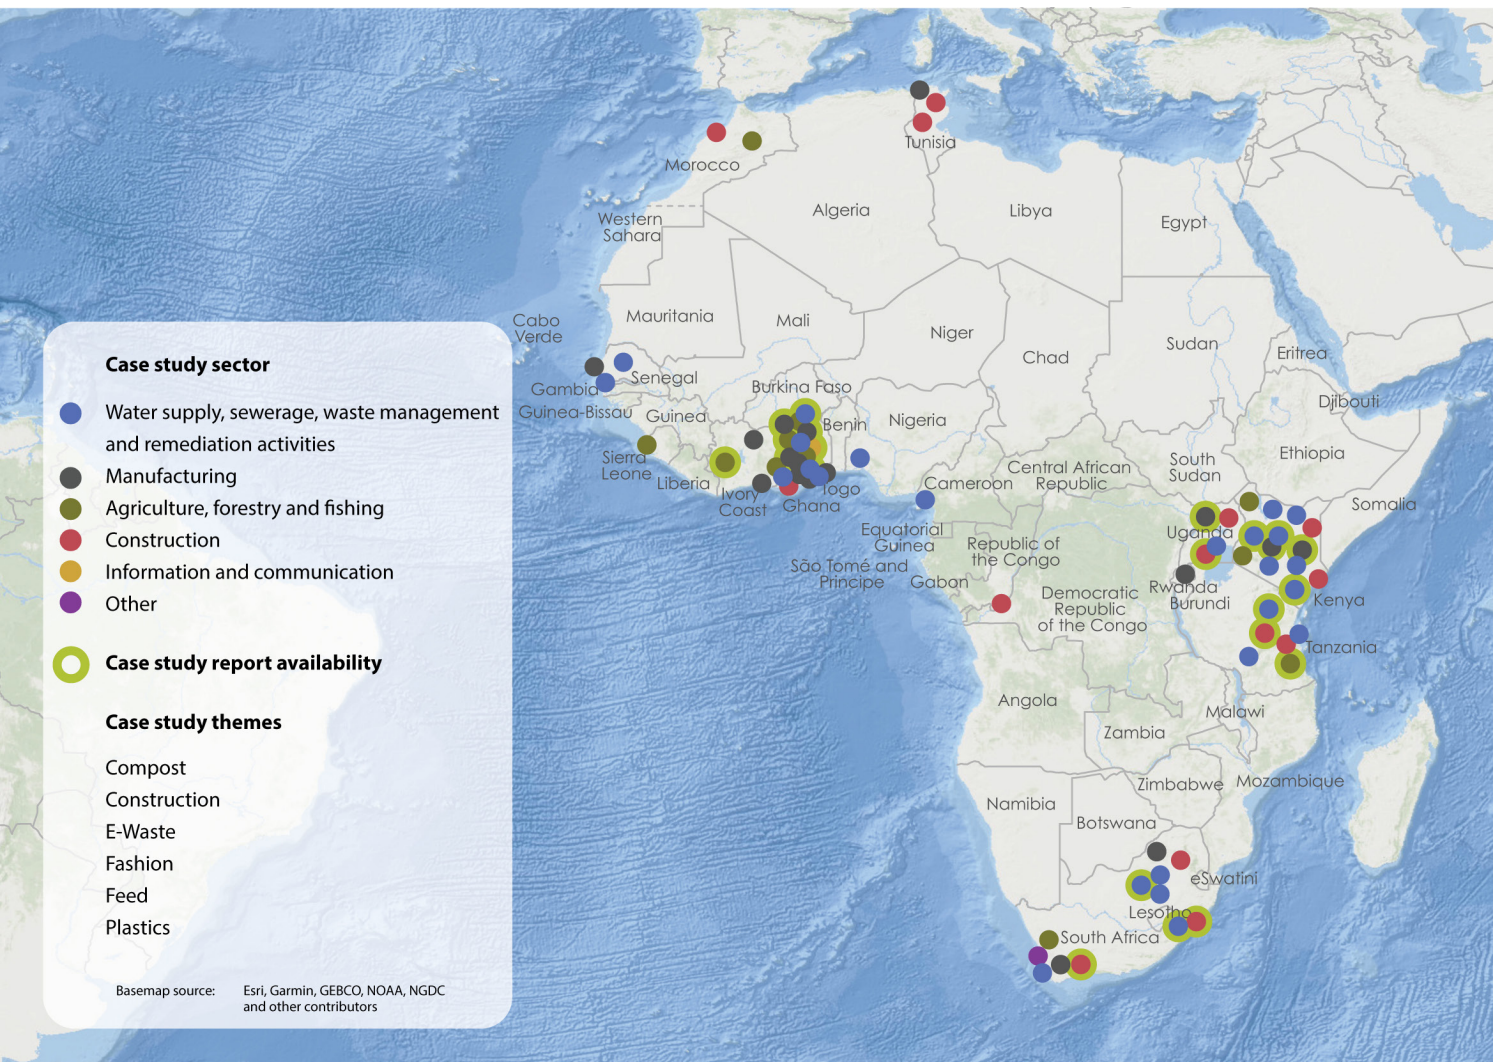 Case study sector
Water supply, sewerage, waste management
and remediation activities
Manufacturing
Agriculture, forestry and fishing
Construction
Information and communication
Other
Case study report availability
Case study themes
Compost
Construction
E-Waste
Fashion
Feed
Plastics
Basemap source: Esri, Garmin, GEBCO, NOAA, NGDC
and other contributors
Tunisia
Morocco
Algeria
Libya
Egypt
Western
Sahara
Cabo
Verde
Mauritania
Mali
Niger
Chad
Sudan
Eritrea
Senegal
Gambia
Guinea-Bissau
Guinea
Burkina Faso
Benin
Nigeria
Djibouti
Ethiopia
Sierra
Leone
Liberia
Ivory
Coast
Ghana
Togo
Cameroon
Central African
Republic
South
Sudan
Somalia
Equatorial
Guinea
Uganda
São Tomé and
Principe
Gabon
Republic of
the Congo
Democratic
Republic
of the Congo
Rwanda
Burundi
Kenya
Tanzania
Angola
Zambia
Malawi
Zimbabwe
Mozambique
Namibia
Botswana
eSwatini
Lesotho
South Africa